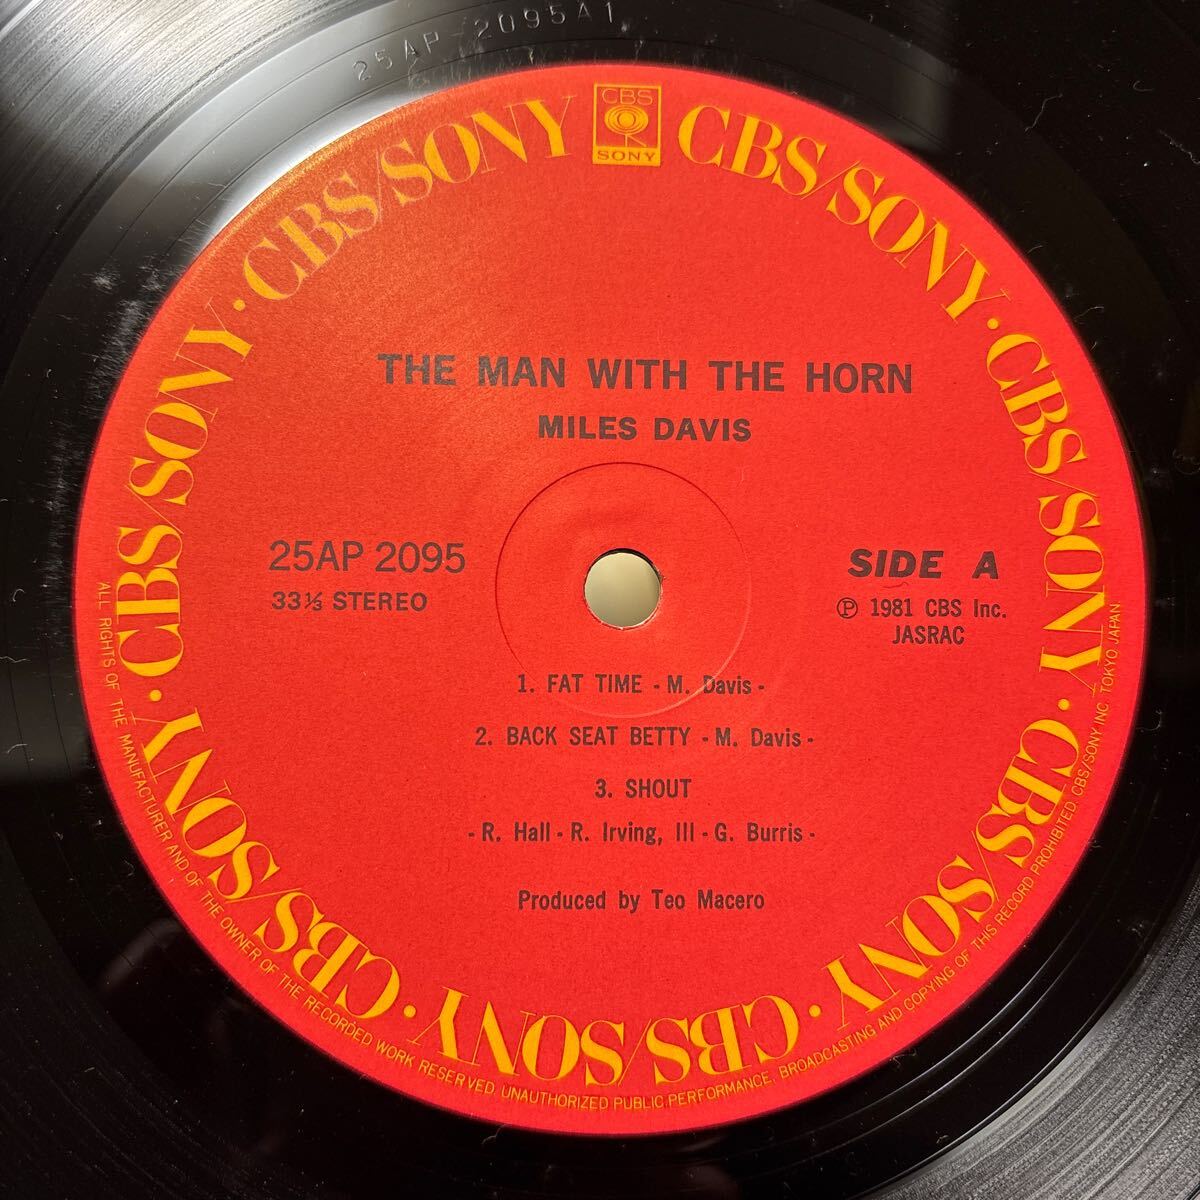 25AP-2095A1
CBS
SONY
CBS/SONY · CBS/SONY · CBS/SONY · CBS/SONY · CBS/SONY · CBS/SONY · CBS/SONY · CBS/SONY
THE MAN WITH THE HORN
MILES DAVIS
25AP 2095
33⅓ STEREO
SIDE A
Ⓟ 1981 CBS Inc.
JASRAC
1. FAT TIME - M. Davis -
2. BACK SEAT BETTY - M. Davis -
3. SHOUT
- R. Hall - R. Irving, III - G. Burris -
Produced by Teo Macero
ALL RIGHTS OF THE MANUFACTURER AND OF THE OWNER OF THE RECORDED WORK RESERVED. UNAUTHORIZED PUBLIC PERFORMANCE, BROADCASTING AND COPYING OF THIS RECORD PROHIBITED. CBS/SONY INC. TOKYO, JAPAN